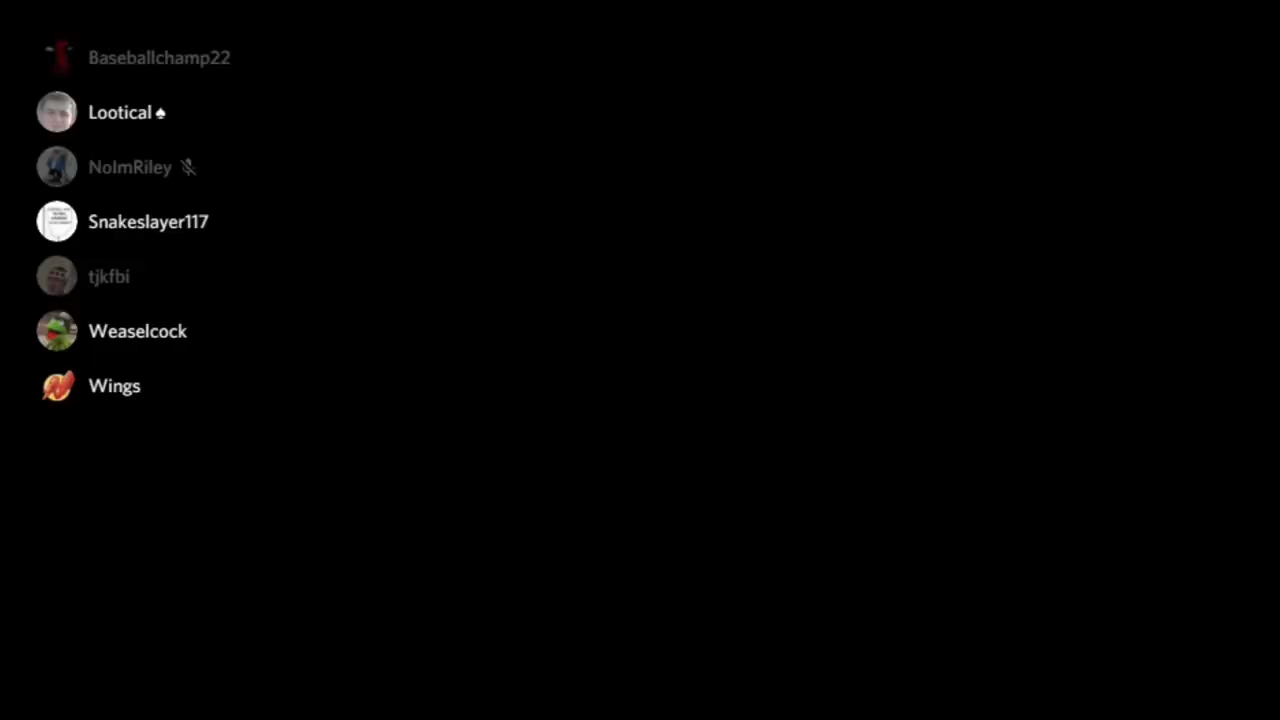 Baseballchamp22
Lootical♠
NoImRiley
Snakeslayer117
tjkfbi
Weaselcock
Wings